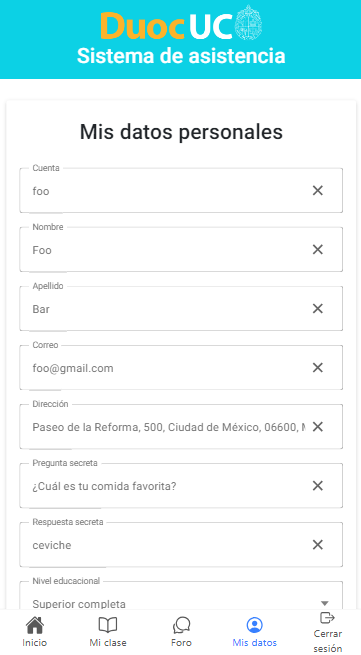 Duoc UC
Sistema de asistencia
Mis datos personales
Cuenta
foo
Nombre
Foo
Apellido
Bar
Correo
foo@gmail.com
Dirección
Paseo de la Reforma, 500, Ciudad de México, 06600, M
Pregunta secreta
¿Cuál es tu comida favorita?
Respuesta secreta
ceviche
Nivel educacional
Superior completa
Inicio
Mi clase
Foro
Mis datos
Cerrar
sesión